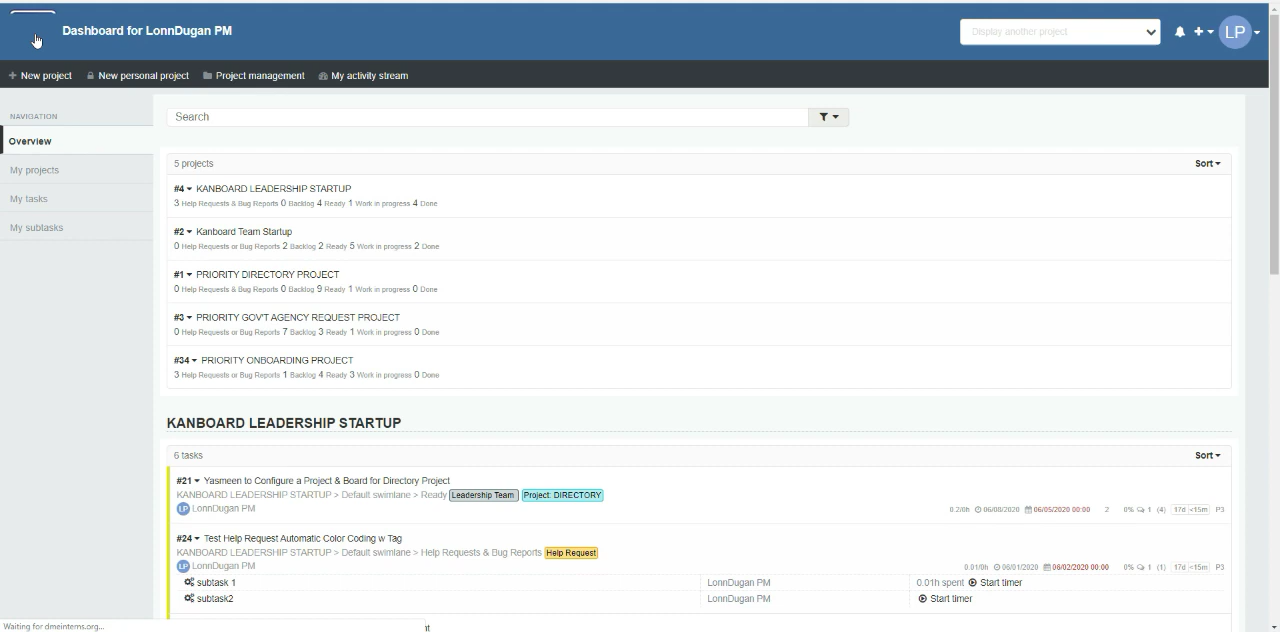 Dashboard for LonnDugan PM
Display another project
LP
New project New personal project Project management My activity stream
NAVIGATION
Overview
My projects
My tasks
My subtasks
Search
5 projects Sort
#4 KANBOARD LEADERSHIP STARTUP
3 Help Requests & Bug Reports 0 Backlog 4 Ready 1 Work in progress 4 Done
#2 Kanboard Team Startup
0 Help Requests or Bug Reports 2 Backlog 2 Ready 5 Work in progress 2 Done
#1 PRIORITY DIRECTORY PROJECT
0 Help Requests & Bug Reports 0 Backlog 9 Ready 1 Work in progress 0 Done
#3 PRIORITY GOV'T AGENCY REQUEST PROJECT
0 Help Requests or Bug Reports 7 Backlog 3 Ready 1 Work in progress 0 Done
#34 PRIORITY ONBOARDING PROJECT
3 Help Requests or Bug Reports 1 Backlog 4 Ready 3 Work in progress 0 Done
KANBOARD LEADERSHIP STARTUP
6 tasks Sort
#21 Yasmeen to Configure a Project & Board for Directory Project
KANBOARD LEADERSHIP STARTUP > Default swimlane > Ready Leadership Team Project: DIRECTORY
LP LonnDugan PM 0.2/0h 06/08/2020 06/05/2020 00:00 2 0% 1 (4) 17d <15m P3
#24 Test Help Request Automatic Color Coding w Tag
KANBOARD LEADERSHIP STARTUP > Default swimlane > Help Requests & Bug Reports Help Request
LP LonnDugan PM 0.01/0h 06/01/2020 06/02/2020 00:00 0% 1 (1) 17d <15m P3
subtask 1 LonnDugan PM 0.01h spent Start timer
subtask2 LonnDugan PM Start timer
Waiting for dmeinterns.org...